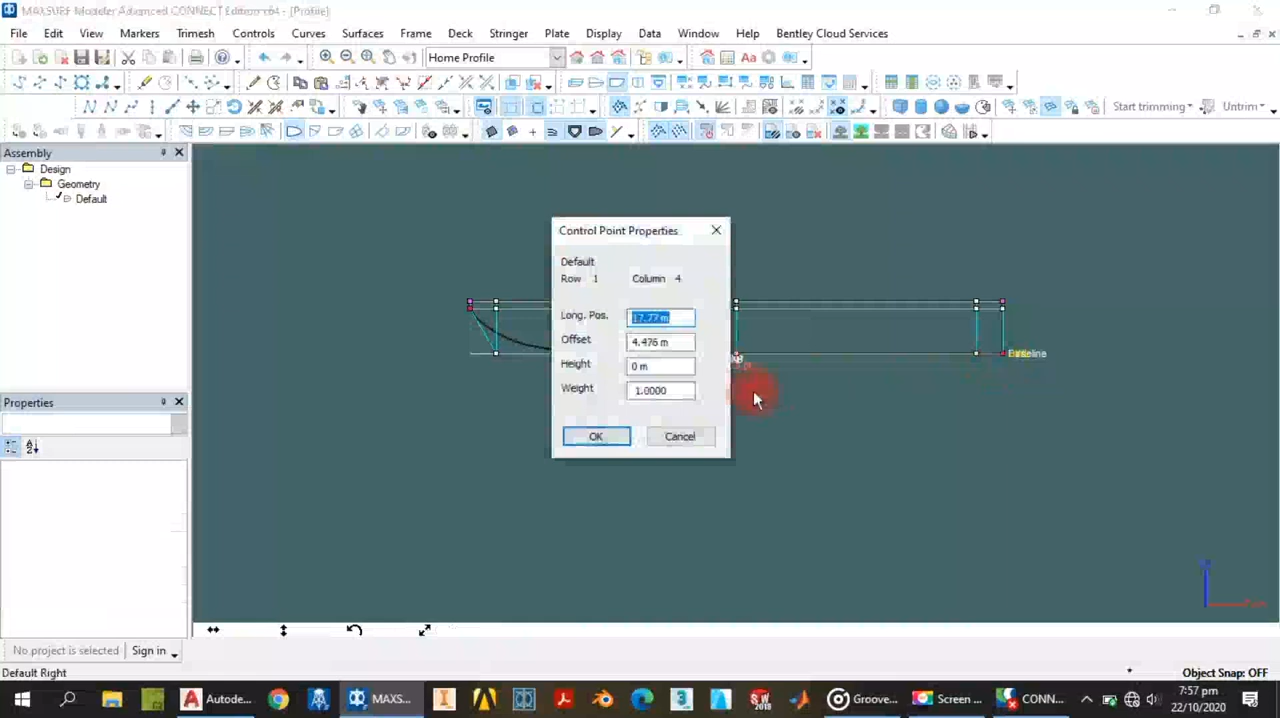 MAXSURF Modeler Advanced CONNECT Edition x64 - [Profile]
File Edit View Markers Trimesh Controls Curves Surfaces Frame Deck Stringer Plate Display Data Window Help Bentley Cloud Services
Home Profile
Start trimming Untrim
Assembly
Design
Geometry
Default
Control Point Properties
Default
Row 1 Column 4
Long. Pos. 17.77 m
Offset 4.476 m
Height 0 m
Weight 1.0000
OK Cancel
Properties
No project is selected Sign in
Default Right
Object Snap: OFF
Autode... MAXS... Groove... Screen ... CONN...
7:57 pm
22/10/2020